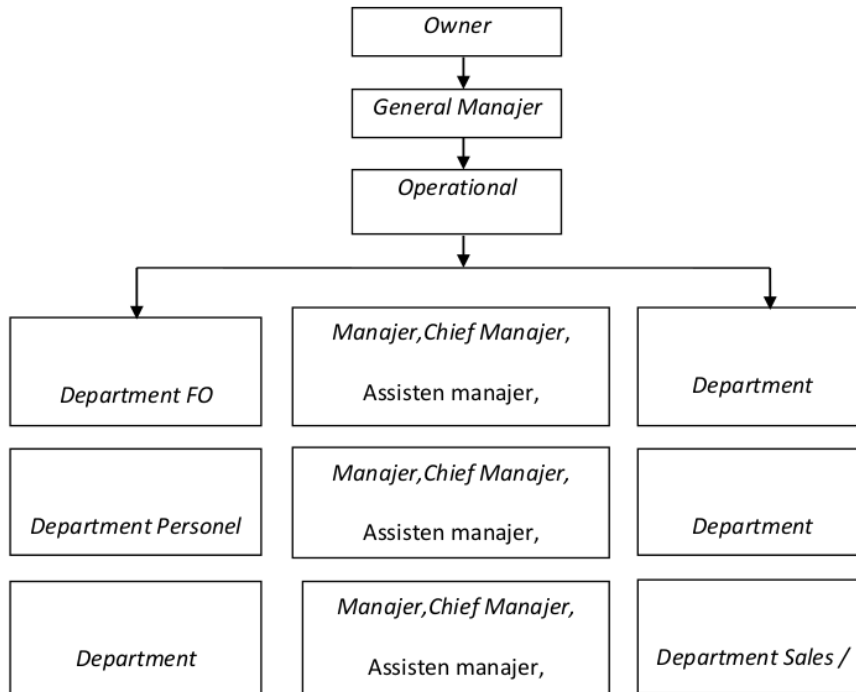 Owner
General Manajer
Operational
Manajer,Chief Manajer,
Assisten manajer,
Department FO
Department
Manajer,Chief Manajer,
Assisten manajer,
Department Personel
Department
Manajer,Chief Manajer,
Assisten manajer,
Department
Department Sales /